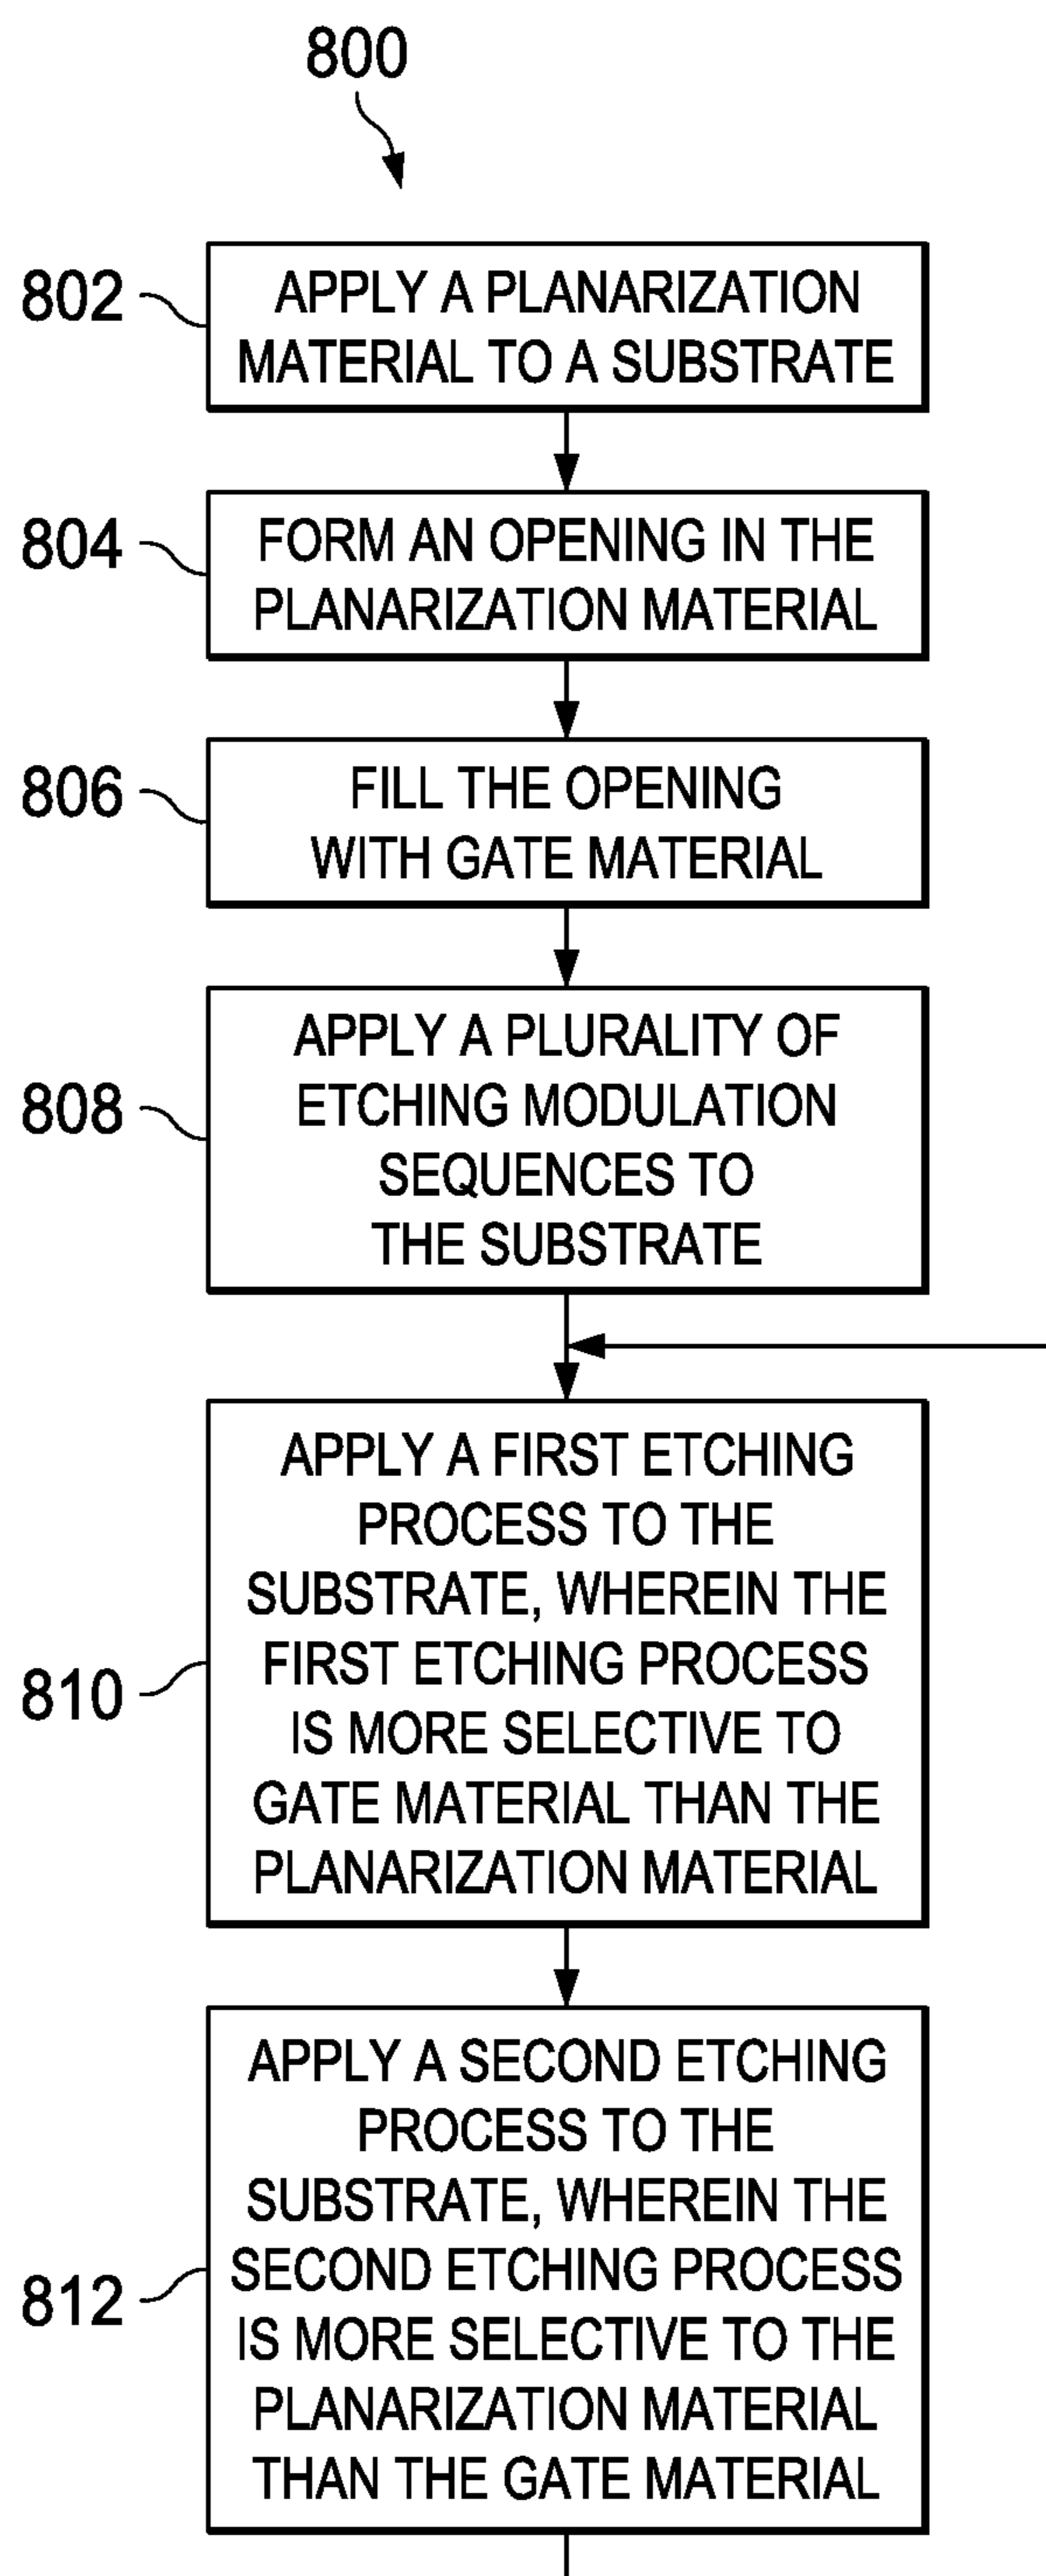 800
802
APPLY A PLANARIZATION
MATERIAL TO A SUBSTRATE
804
FORM AN OPENING IN THE
PLANARIZATION MATERIAL
806
FILL THE OPENING
WITH GATE MATERIAL
808
APPLY A PLURALITY OF
ETCHING MODULATION
SEQUENCES TO
THE SUBSTRATE
810
APPLY A FIRST ETCHING
PROCESS TO THE
SUBSTRATE, WHEREIN THE
FIRST ETCHING PROCESS
IS MORE SELECTIVE TO
GATE MATERIAL THAN THE
PLANARIZATION MATERIAL
812
APPLY A SECOND ETCHING
PROCESS TO THE
SUBSTRATE, WHEREIN THE
SECOND ETCHING PROCESS
IS MORE SELECTIVE TO THE
PLANARIZATION MATERIAL
THAN THE GATE MATERIAL